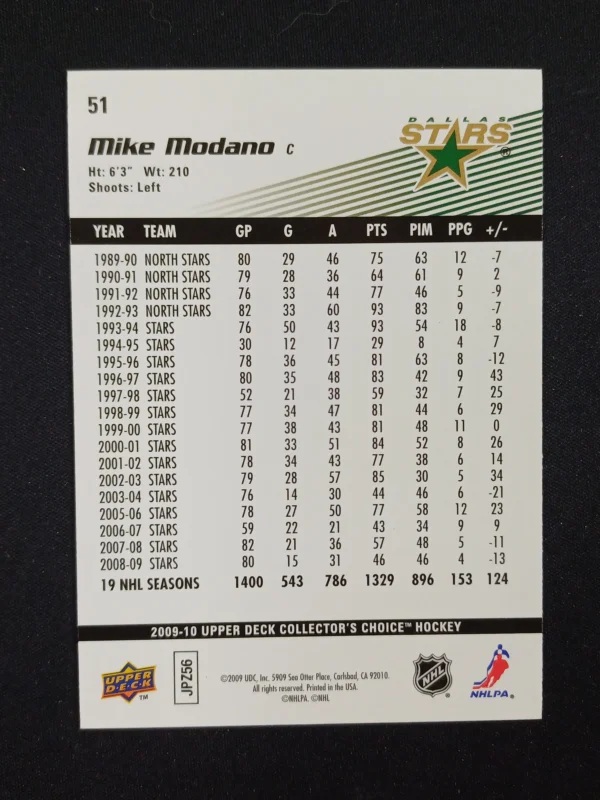 51
DALLAS
STARS
Mike Modano C
Ht: 6'3" Wt: 210
Shoots: Left
YEAR TEAM GP G A PTS PIM PPG +/-
1989-90 NORTH STARS 80 29 46 75 63 12 -7
1990-91 NORTH STARS 79 28 36 64 61 9 2
1991-92 NORTH STARS 76 33 44 77 46 5 -9
1992-93 NORTH STARS 82 33 60 93 83 9 -7
1993-94 STARS 76 50 43 93 54 18 -8
1994-95 STARS 30 12 17 29 8 4 7
1995-96 STARS 78 36 45 81 63 8 -12
1996-97 STARS 80 35 48 83 42 9 43
1997-98 STARS 52 21 38 59 32 7 25
1998-99 STARS 77 34 47 81 44 6 29
1999-00 STARS 77 38 43 81 48 11 0
2000-01 STARS 81 33 51 84 52 8 26
2001-02 STARS 78 34 43 77 38 6 14
2002-03 STARS 79 28 57 85 30 5 34
2003-04 STARS 76 14 30 44 46 6 -21
2005-06 STARS 78 27 50 77 58 12 23
2006-07 STARS 59 22 21 43 34 9 9
2007-08 STARS 82 21 36 57 48 5 -11
2008-09 STARS 80 15 31 46 46 4 -13
19 NHL SEASONS 1400 543 786 1329 896 153 124
2009-10 UPPER DECK COLLECTOR'S CHOICE™ HOCKEY
UPPER DECK TM
JPZ56
©2009 UDC, Inc. 5909 Sea Otter Place, Carlsbad, CA 92010.
All rights reserved. Printed in the USA.
©NHLPA. ©NHL
NHL
NHLPA.